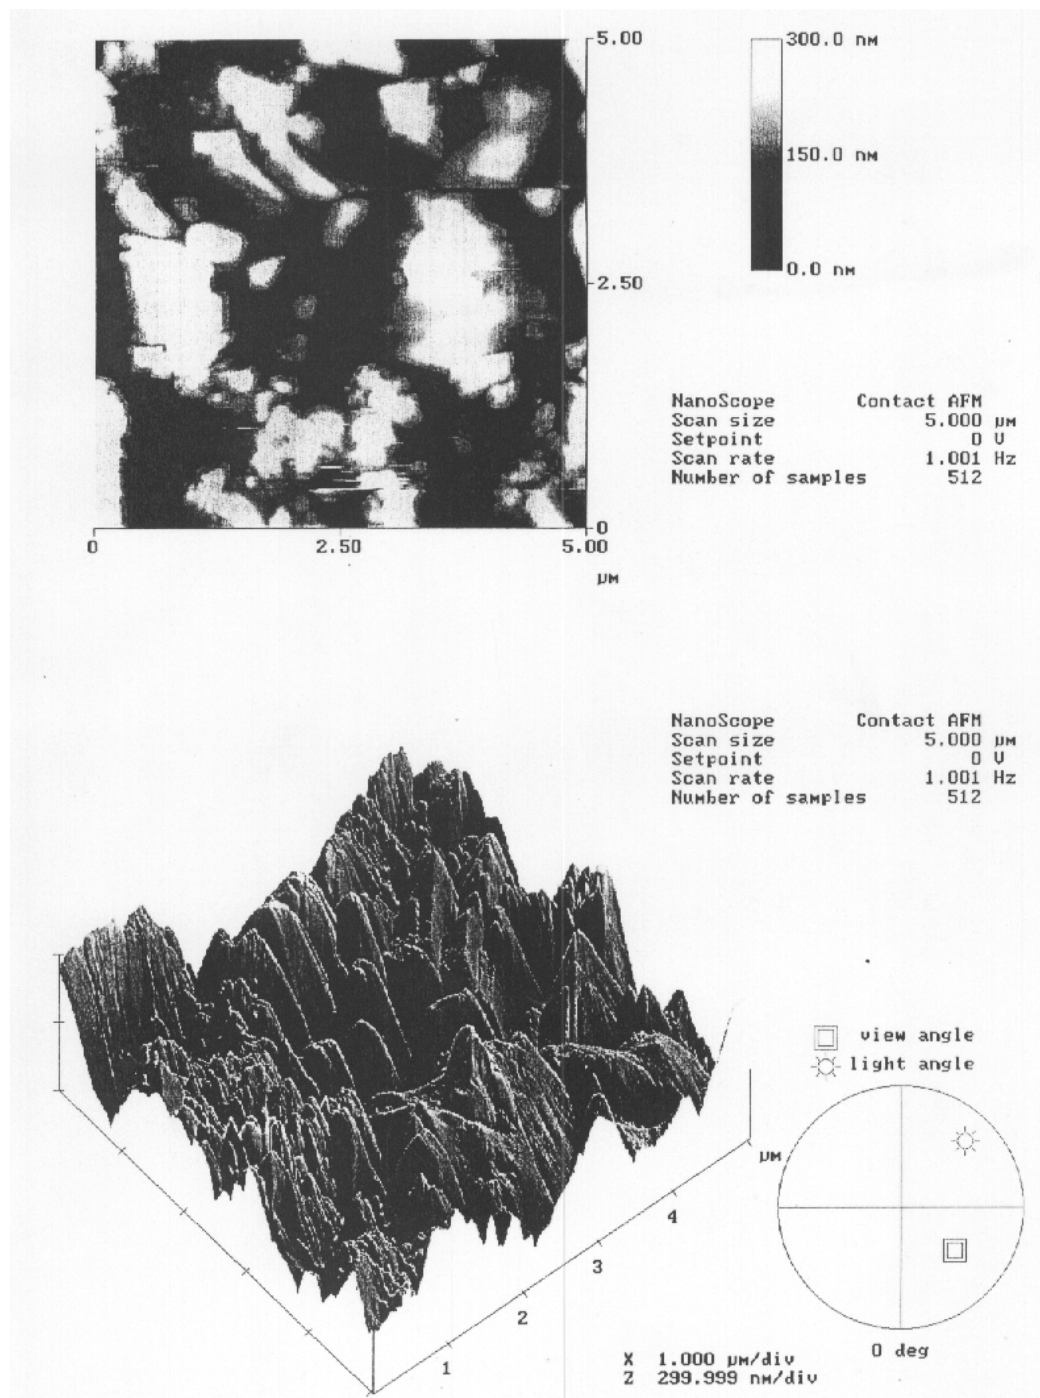 5.00
300.0 nm
150.0 nm
0.0 nm
2.50
NanoScope Contact AFM
Scan size 5.000 µm
Setpoint 0 V
Scan rate 1.001 Hz
Number of samples 512
0
0 2.50 5.00
µm
NanoScope Contact AFM
Scan size 5.000 µm
Setpoint 0 V
Scan rate 1.001 Hz
Number of samples 512
view angle
light angle
µm
4
3
2
1
X 1.000 µm/div
Z 299.999 nm/div
0 deg